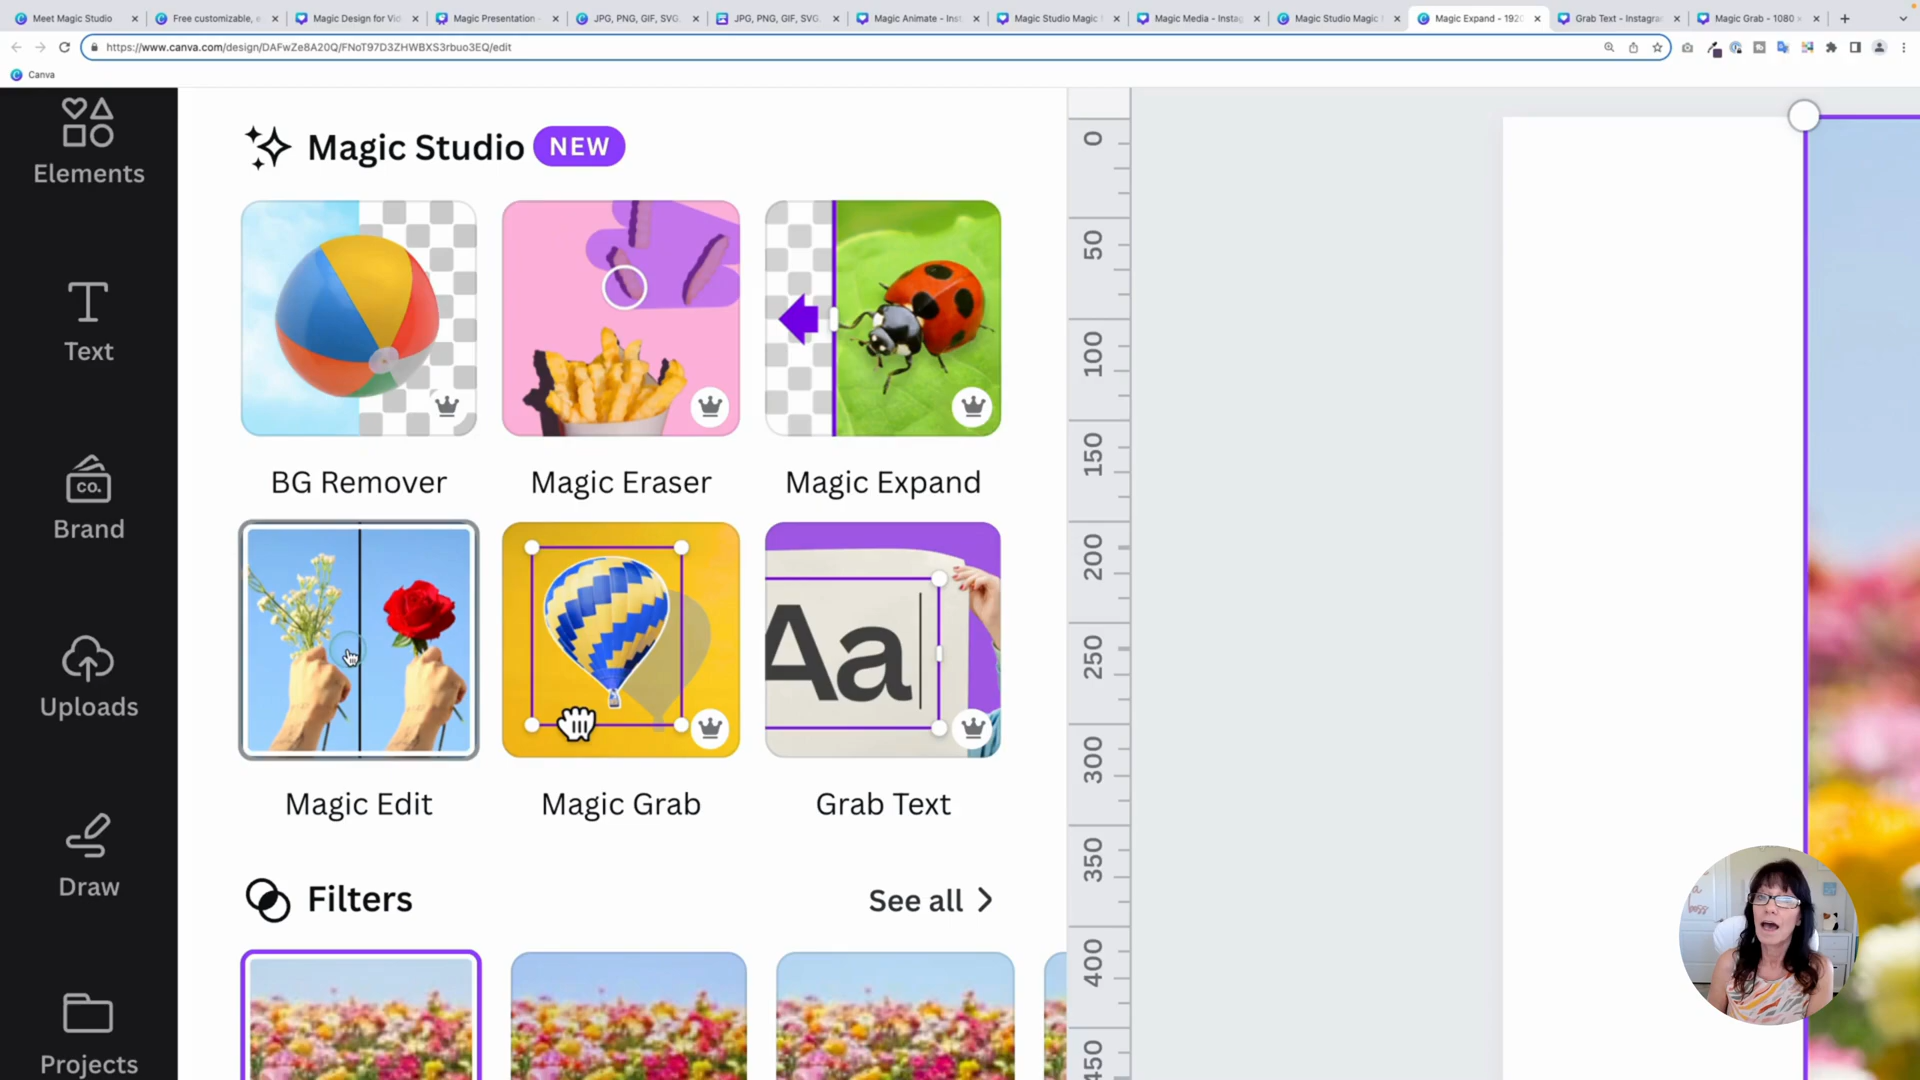 Meet Magic Studio
Free customizable, e
Magic Design for Vid
Magic Presentation -
JPG, PNG, GIF, SVG,
JPG, PNG, GIF, SVG,
Magic Animate - Inst
Magic Studio Magic
Magic Media - Instag
Magic Studio Magic
Magic Expand - 192
Grab Text - Instagra
Magic Grab - 1080
https://www.canva.com/design/DAFwZe8A20Q/FNoT97D3ZHWBXS3rbuo3EQ/edit
Canva
Elements
Text
Brand
CO.
Uploads
Draw
Projects
Magic Studio NEW
BG Remover
Magic Eraser
Magic Expand
Aa
Magic Edit
Magic Grab
Grab Text
Filters
See all
0
50
100
150
200
250
300
350
400
450